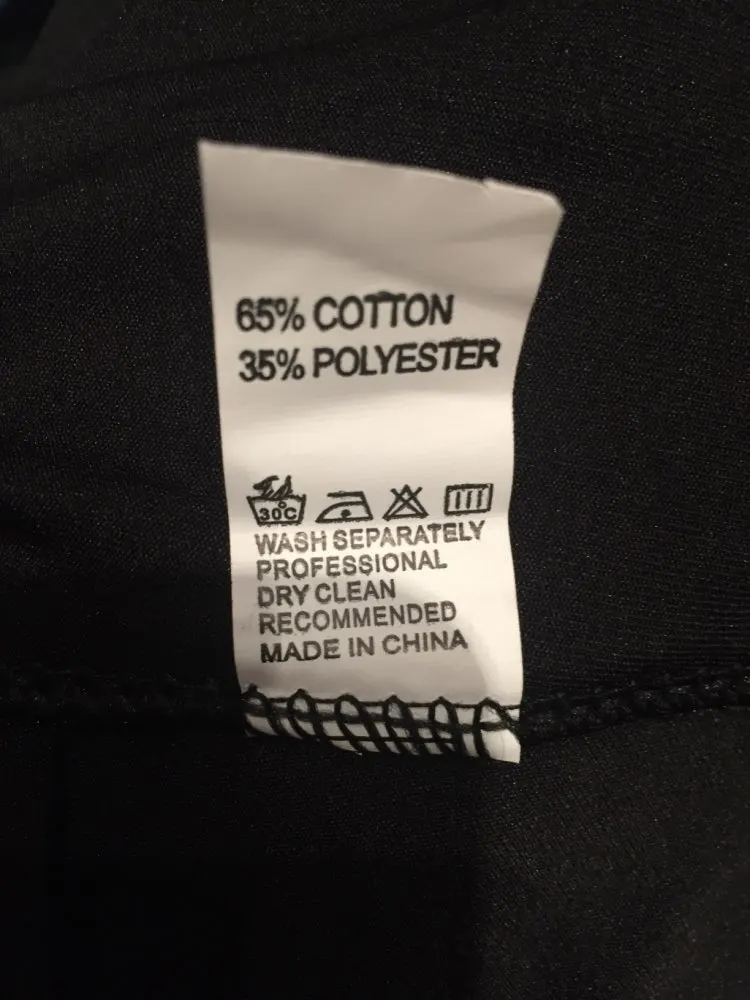 65% COTTON
35% POLYESTER
30°C
WASH SEPARATELY
PROFESSIONAL
DRY CLEAN
RECOMMENDED
MADE IN CHINA